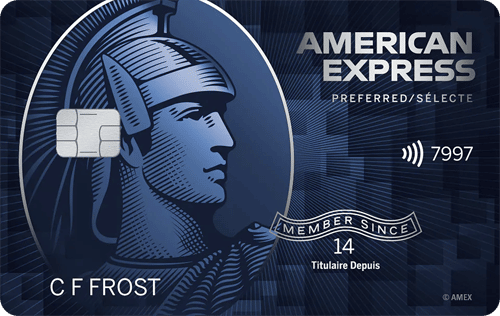 AMERICAN
EXPRESS
PREFERRED/SÉLECTE
7997
MEMBER SINCE
14
Titulaire Depuis
C F FROST
© AMEX